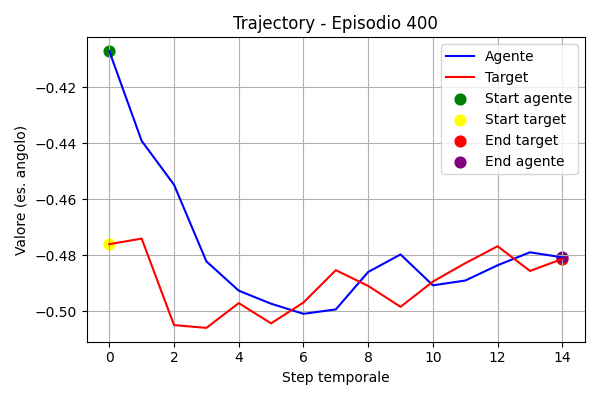 Trajectory - Episodio 400
Agente
Target
Start agente
Start target
End target
End agente
Valore (es. angolo)
−0.42
−0.44
−0.46
−0.48
−0.50
0 2 4 6 8 10 12 14
Step temporale